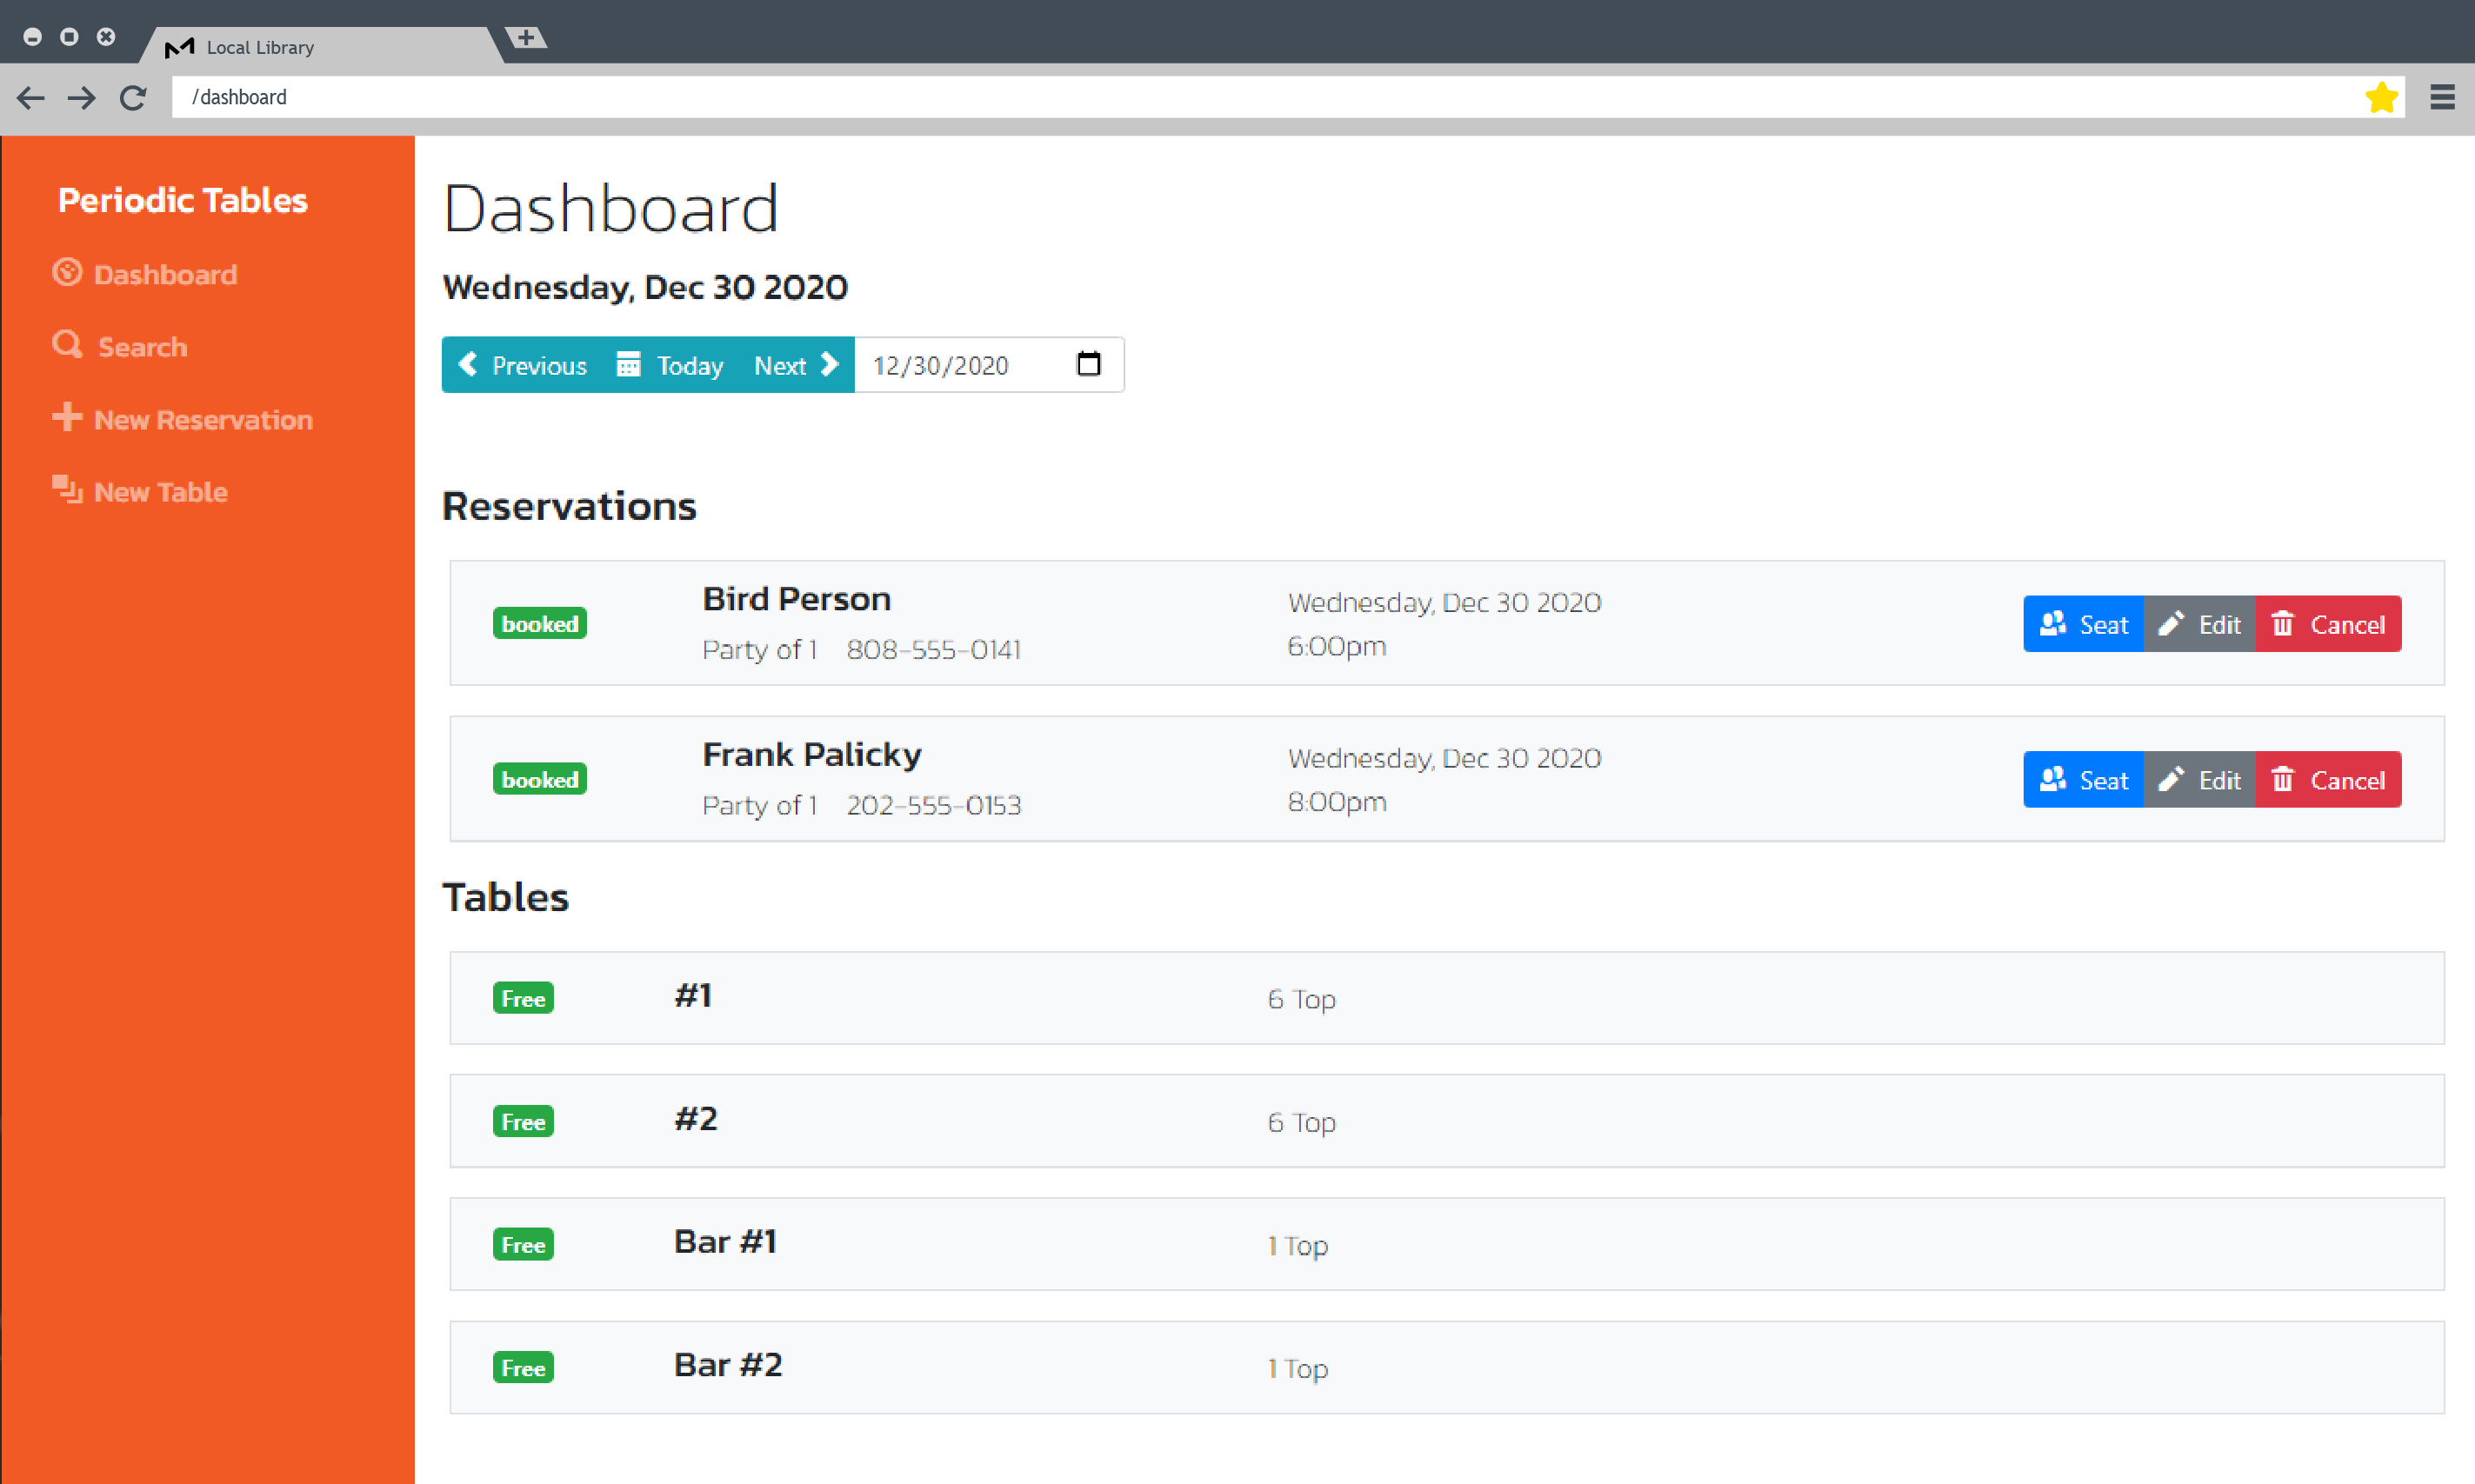 Local Library
/dashboard
Periodic Tables
Dashboard
Search
New Reservation
New Table
Dashboard
Wednesday, Dec 30 2020
Previous Today Next 12/30/2020
Reservations
booked
Bird Person
Party of 1 808-555-0141
Wednesday, Dec 30 2020
6:00pm
Seat Edit Cancel
booked
Frank Palicky
Party of 1 202-555-0153
Wednesday, Dec 30 2020
8:00pm
Seat Edit Cancel
Tables
Free #1 6 Top
Free #2 6 Top
Free Bar #1 1 Top
Free Bar #2 1 Top